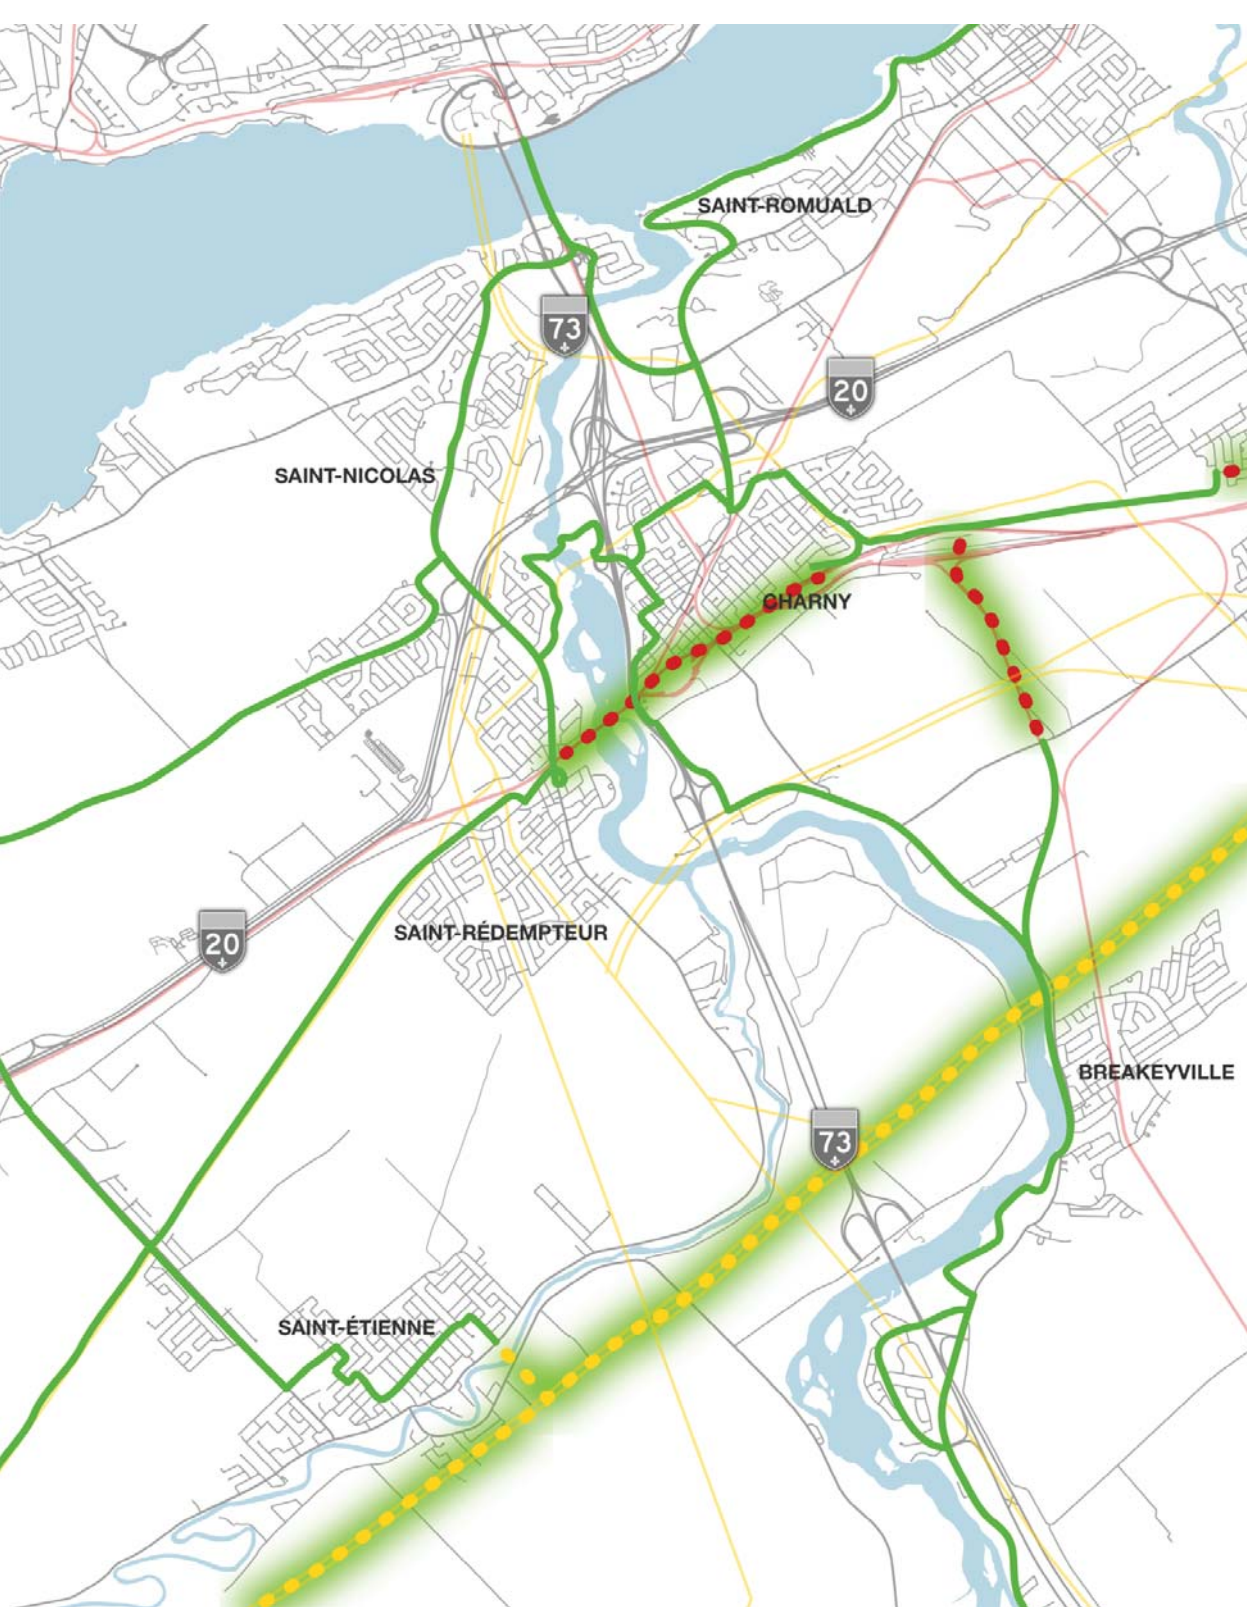 SAINT-ROMUALD
73
20
SAINT-NICOLAS
CHARNY
SAINT-RÉDEMPTEUR
20
BREAKEYVILLE
73
SAINT-ÉTIENNE